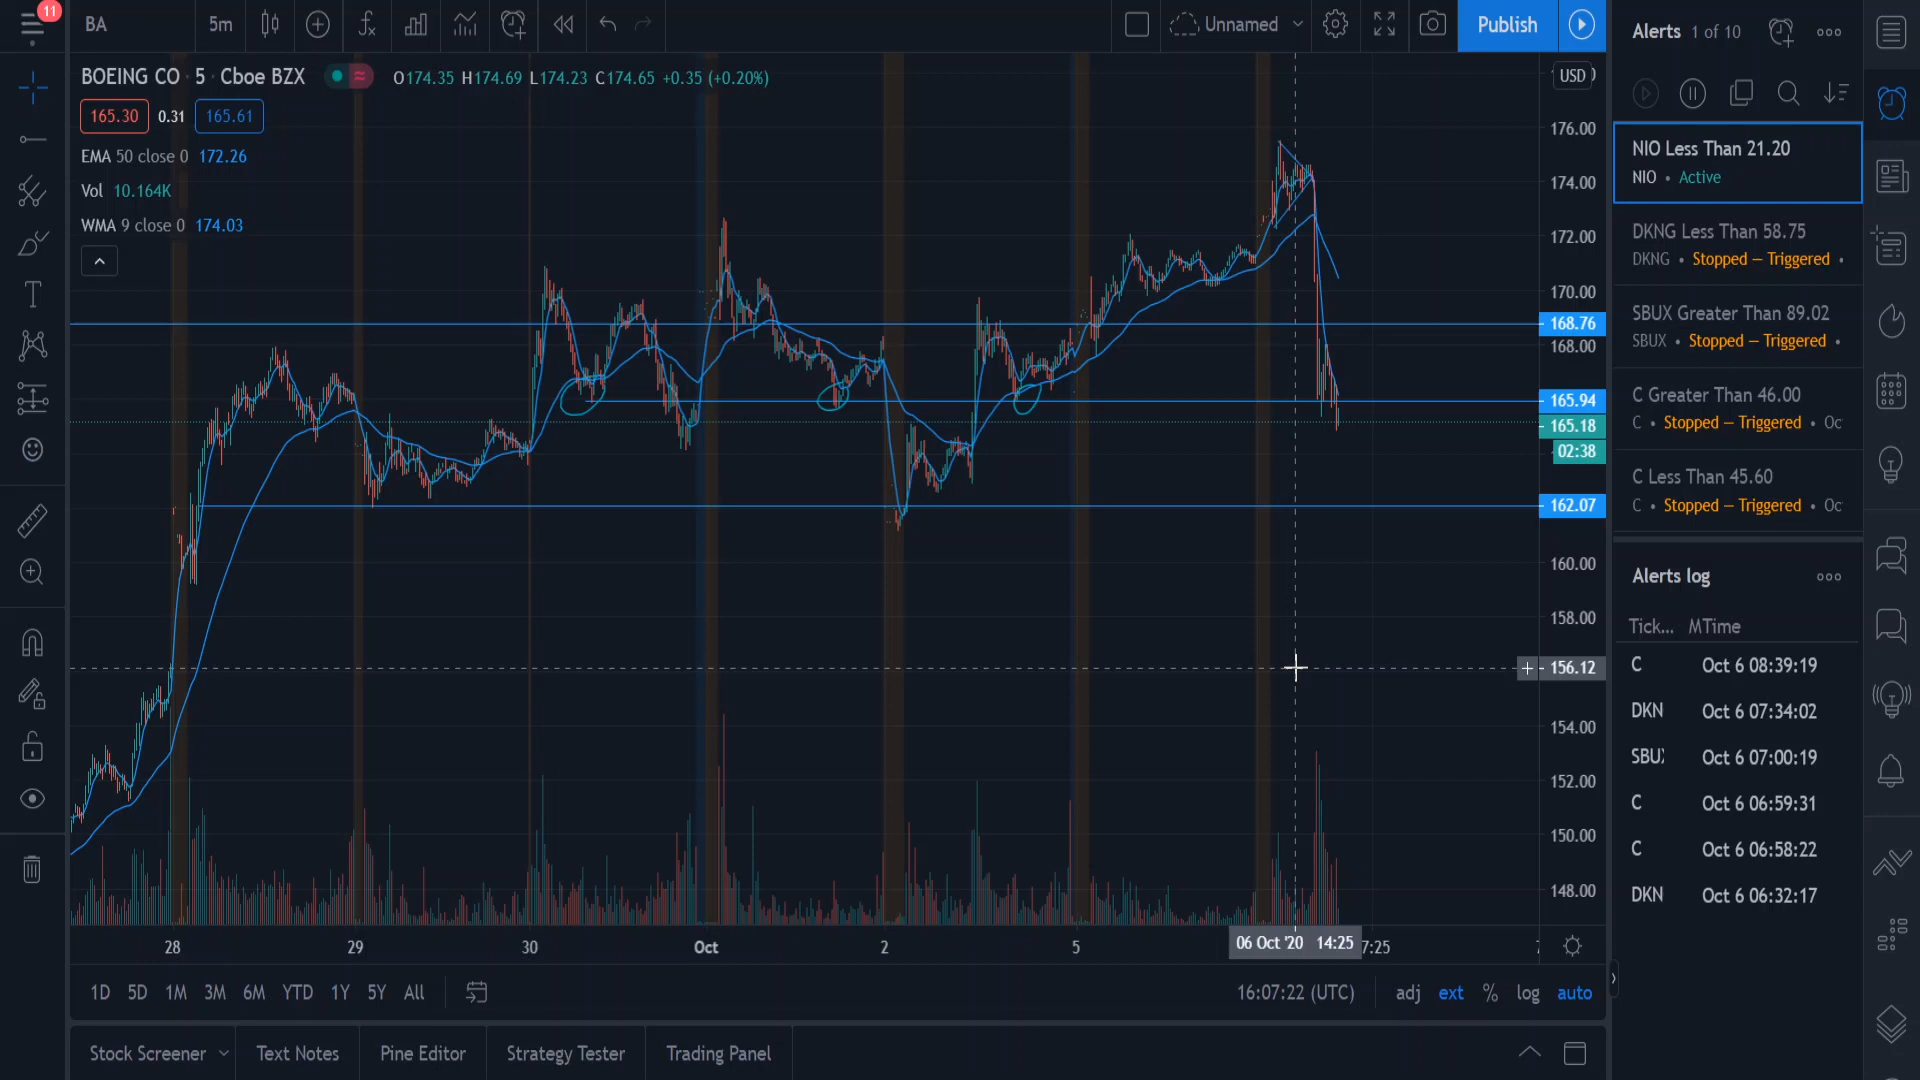 11
BA
5m
Unnamed
Publish
Alerts 1 of 10
BOEING CO · 5 · Cboe BZX
O174.35 H174.69 L174.23 C174.65 +0.35 (+0.20%)
USD
165.30 0.31 165.61
EMA 50 close 0 172.26
Vol 10.164K
WMA 9 close 0 174.03
176.00
174.00
172.00
170.00
168.76
168.00
165.94
165.18
02:38
162.07
160.00
158.00
156.12
154.00
152.00
150.00
148.00
28 29 30 Oct 2 5 06 Oct '20 14:25 7:25
1D 5D 1M 3M 6M YTD 1Y 5Y All
16:07:22 (UTC) adj ext % log auto
Stock Screener Text Notes Pine Editor Strategy Tester Trading Panel
NIO Less Than 21.20
NIO • Active
DKNG Less Than 58.75
DKNG • Stopped – Triggered •
SBUX Greater Than 89.02
SBUX • Stopped – Triggered •
C Greater Than 46.00
C • Stopped – Triggered • Oc
C Less Than 45.60
C • Stopped – Triggered • Oc
Alerts log
Tick... MTime
C Oct 6 08:39:19
DKN Oct 6 07:34:02
SBU Oct 6 07:00:19
C Oct 6 06:59:31
C Oct 6 06:58:22
DKN Oct 6 06:32:17